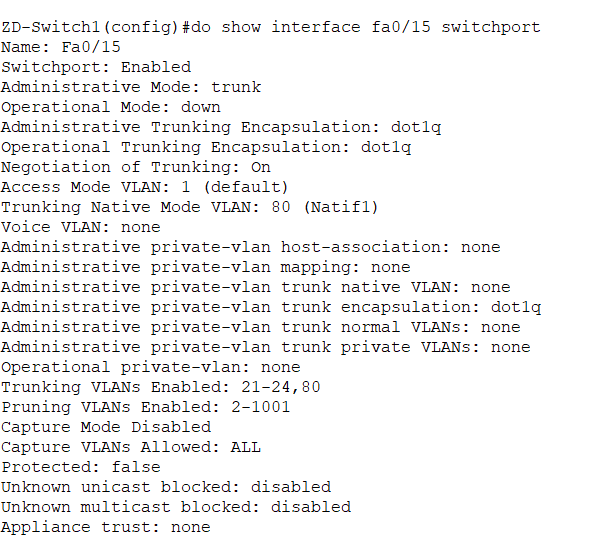 ZD-Switch1(config)#do show interface fa0/15 switchport
Name: Fa0/15
Switchport: Enabled
Administrative Mode: trunk
Operational Mode: down
Administrative Trunking Encapsulation: dot1q
Operational Trunking Encapsulation: dot1q
Negotiation of Trunking: On
Access Mode VLAN: 1 (default)
Trunking Native Mode VLAN: 80 (Natif1)
Voice VLAN: none
Administrative private-vlan host-association: none
Administrative private-vlan mapping: none
Administrative private-vlan trunk native VLAN: none
Administrative private-vlan trunk encapsulation: dot1q
Administrative private-vlan trunk normal VLANs: none
Administrative private-vlan trunk private VLANs: none
Operational private-vlan: none
Trunking VLANs Enabled: 21-24,80
Pruning VLANs Enabled: 2-1001
Capture Mode Disabled
Capture VLANs Allowed: ALL
Protected: false
Unknown unicast blocked: disabled
Unknown multicast blocked: disabled
Appliance trust: none